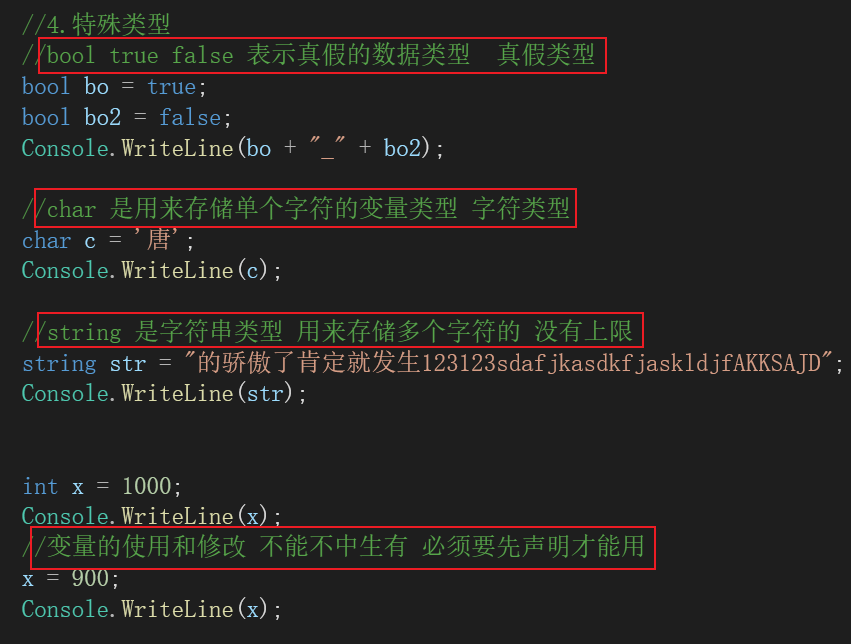 //4.特殊类型
//bool true false 表示真假的数据类型  真假类型
bool bo = true;
bool bo2 = false;
Console.WriteLine(bo + "_" + bo2);
//char 是用来存储单个字符的变量类型 字符类型
char c = '唐';
Console.WriteLine(c);
//string 是字符串类型 用来存储多个字符的 没有上限
string str = "的骄傲了肯定就发生123123sdafjkasdkfjaskldjfAKKSAJD";
Console.WriteLine(str);
int x = 1000;
Console.WriteLine(x);
//变量的使用和修改 不能不中生有 必须要先声明才能用
x = 900;
Console.WriteLine(x);